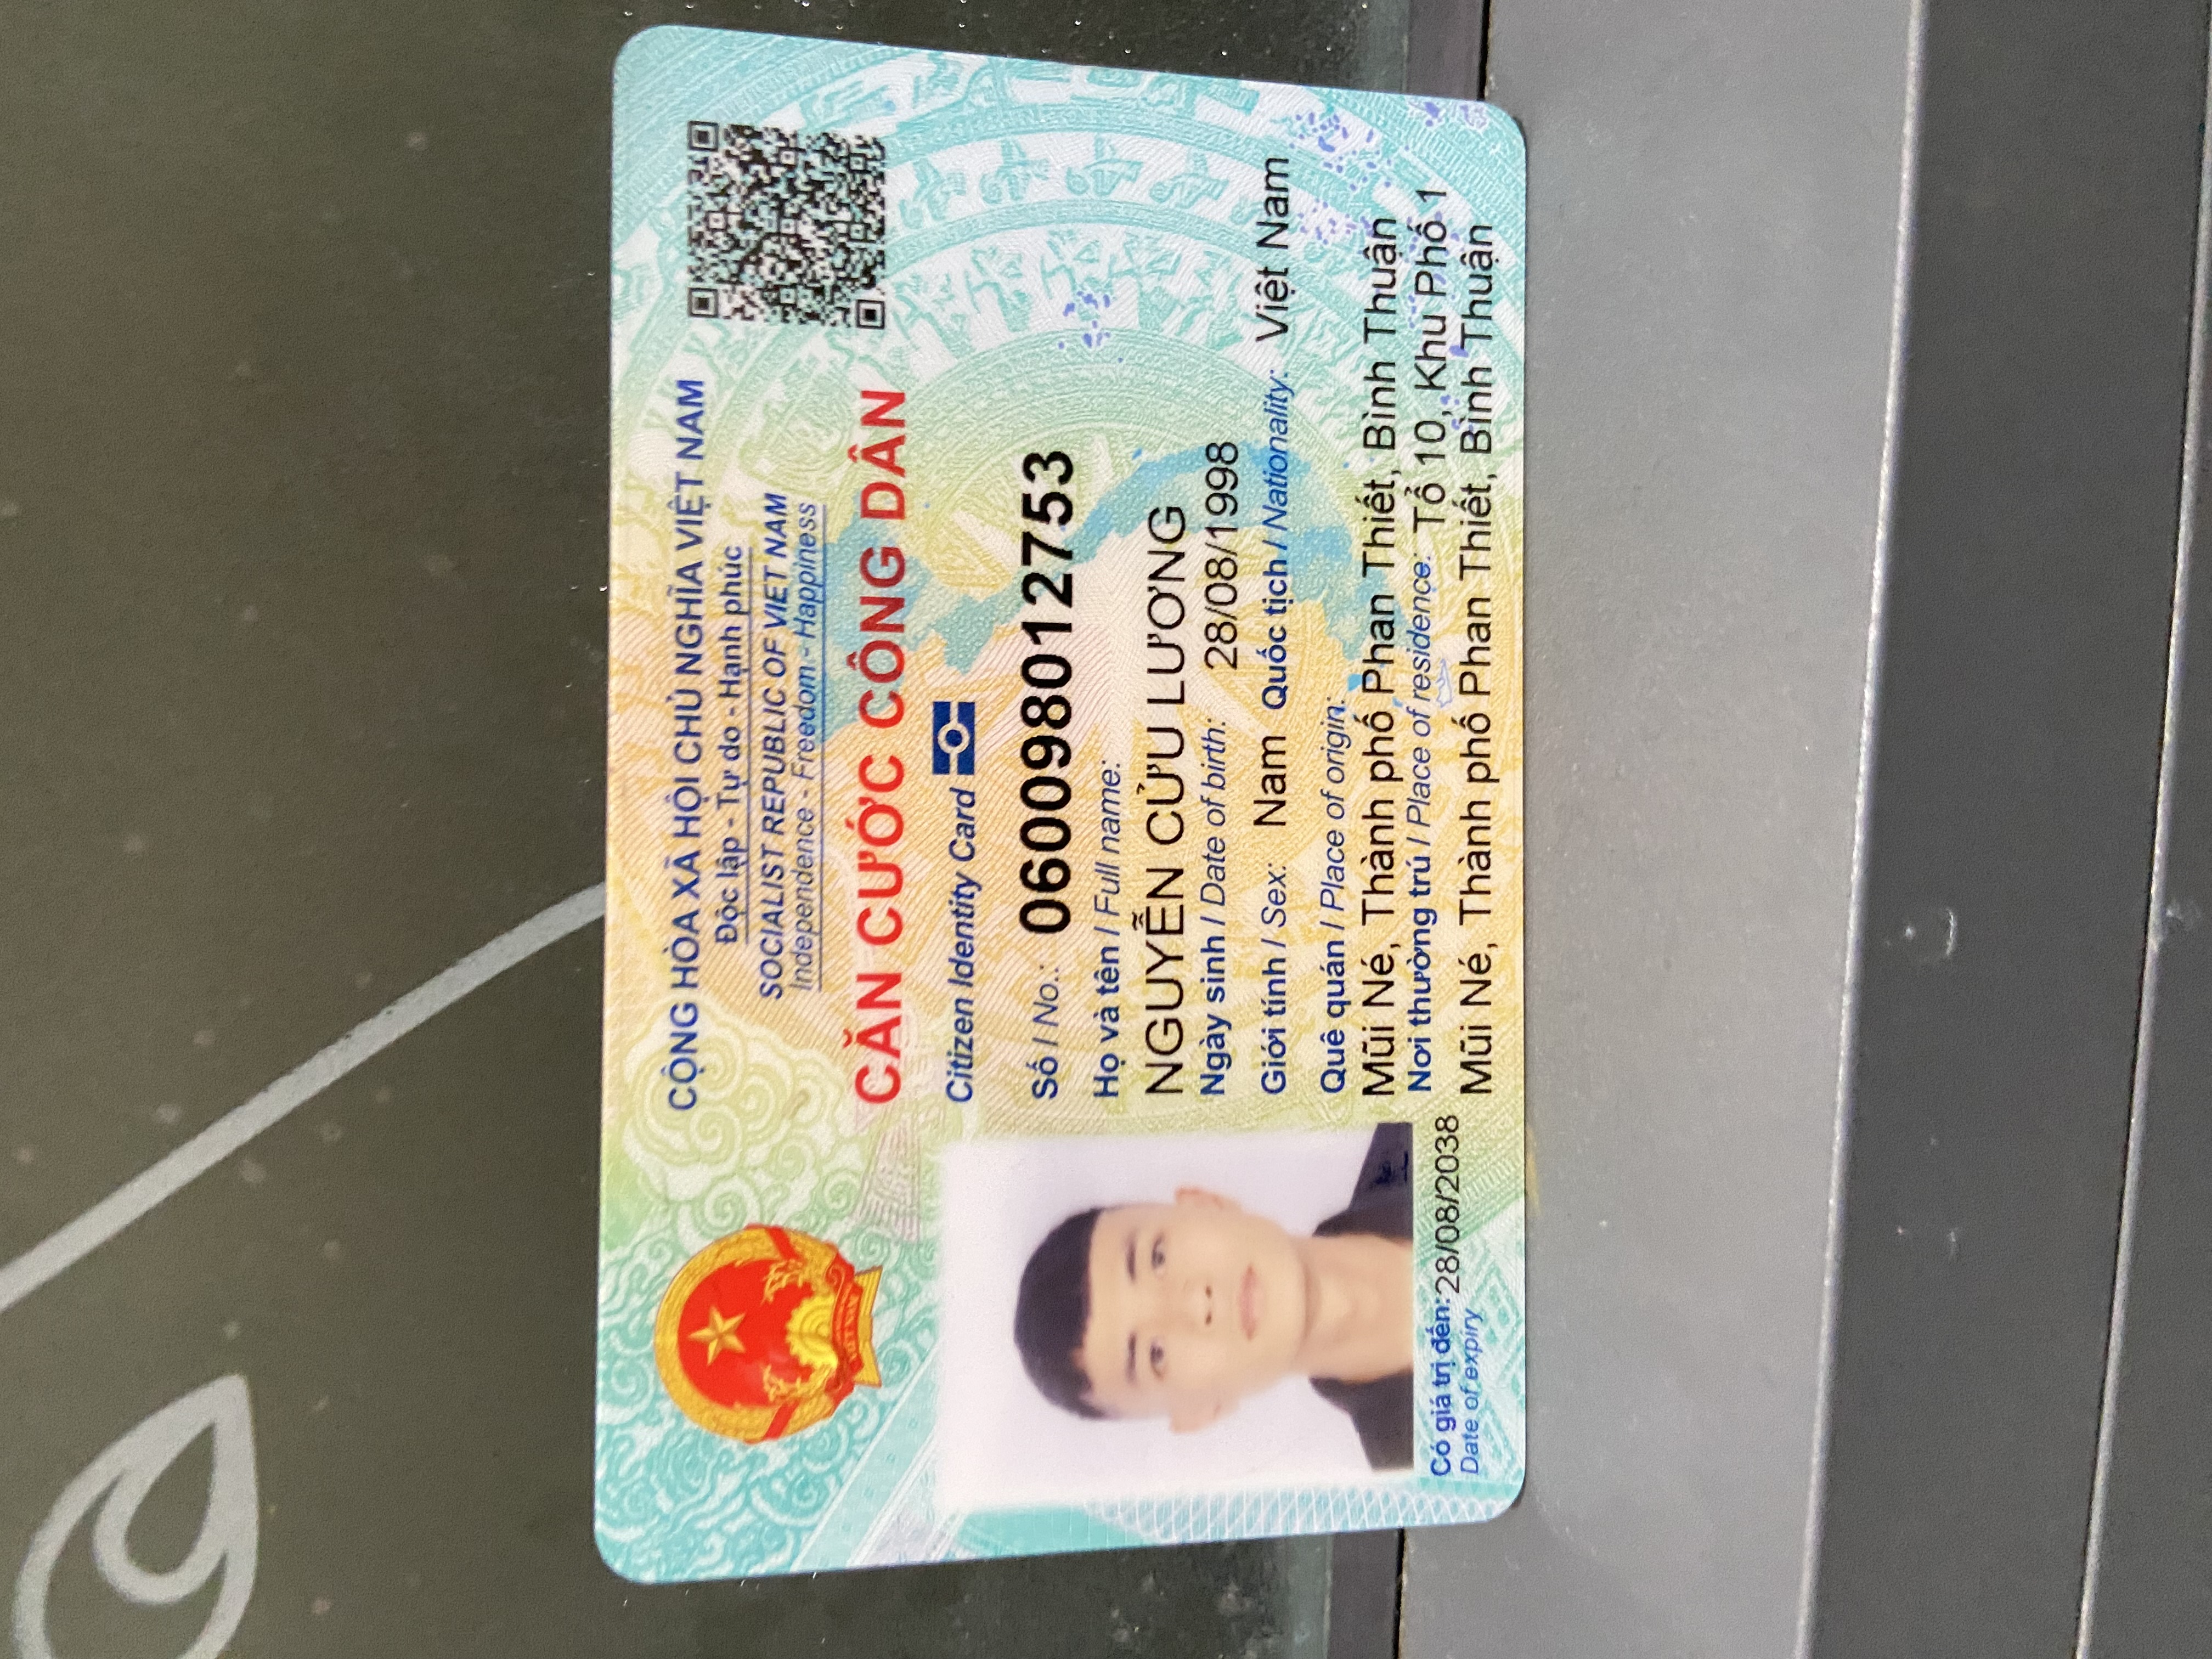 CỘNG HÒA XÃ HỘI CHỦ NGHĨA VIỆT NAM
Độc lập - Tự do - Hạnh phúc
SOCIALIST REPUBLIC OF VIET NAM
Independence - Freedom - Happiness
CĂN CƯỚC CÔNG DÂN
Citizen Identity Card
Số / No.: 060098012753
Họ và tên / Full name:
NGUYỄN CỬU LƯƠNG
Ngày sinh / Date of birth: 28/08/1998
Giới tính / Sex: Nam Quốc tịch / Nationality: Việt Nam
Quê quán / Place of origin:
Mũi Né, Thành phố Phan Thiết, Bình Thuận
Nơi thường trú / Place of residence: Tổ 10, Khu Phố 1
Mũi Né, Thành phố Phan Thiết, Bình Thuận
Có giá trị đến: 28/08/2038
Date of expiry